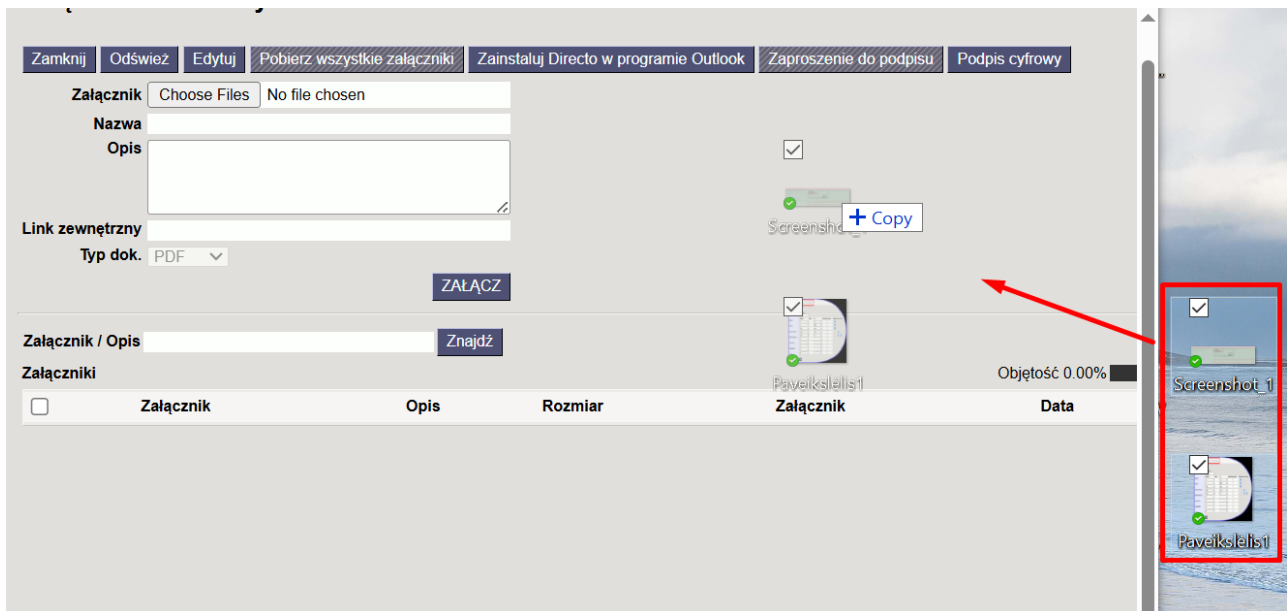 Zamknij Odśwież Edytuj Pobierz wszystkie załączniki Zainstaluj Directo w programie Outlook Zaproszenie do podpisu Podpis cyfrowy
Załącznik Choose Files No file chosen
Nazwa
Opis
Copy
Link zewnętrzny
Typ dok. PDF
ZAŁĄCZ
Załącznik / Opis Znajdź
Załączniki Objętość 0.00%
Załącznik Opis Rozmiar Załącznik Data
Paveikslelis1
Screenshot_1
Paveikslelis1